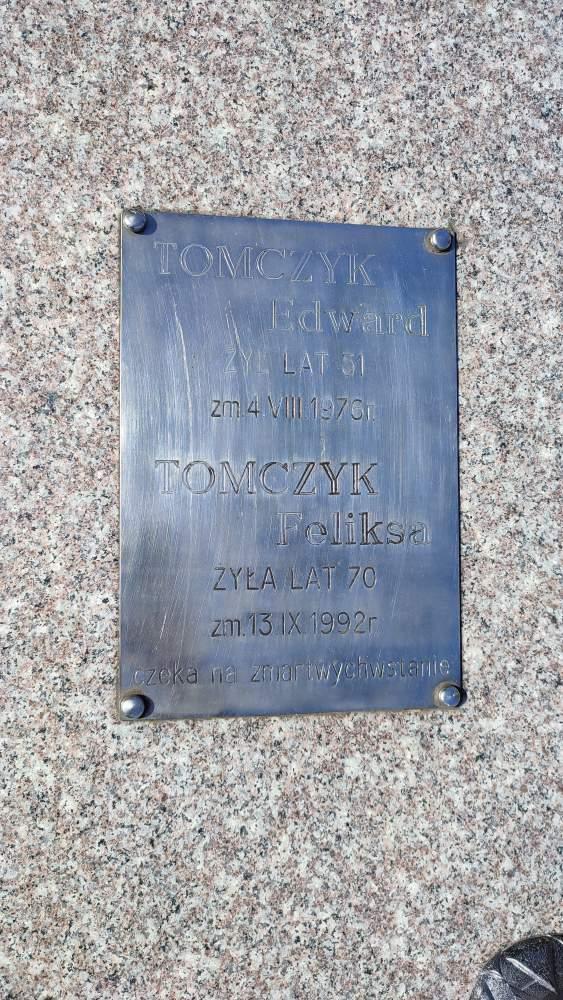 TOMCZYK
Edward
ŻYŁ LAT 51
zm. 4 VIII 1976r.
TOMCZYK
Feliksa
ŻYŁA LAT 70
zm. 13 IX 1992r
czeka na zmartwychwstanie